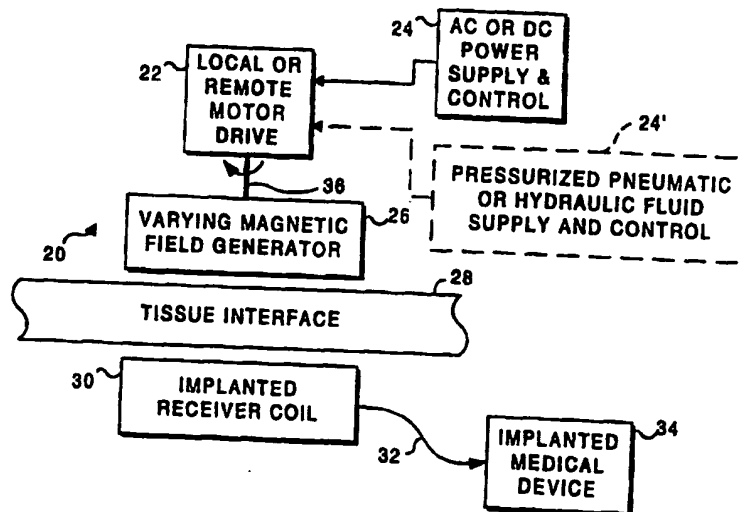 24
AC OR DC
POWER
SUPPLY &
CONTROL
22
LOCAL OR
REMOTE
MOTOR
DRIVE
24'
PRESSURIZED PNEUMATIC
OR HYDRAULIC FLUID
SUPPLY AND CONTROL
36
20
VARYING MAGNETIC
FIELD GENERATOR
26
28
TISSUE INTERFACE
30
IMPLANTED
RECEIVER COIL
32
IMPLANTED
MEDICAL
DEVICE
34